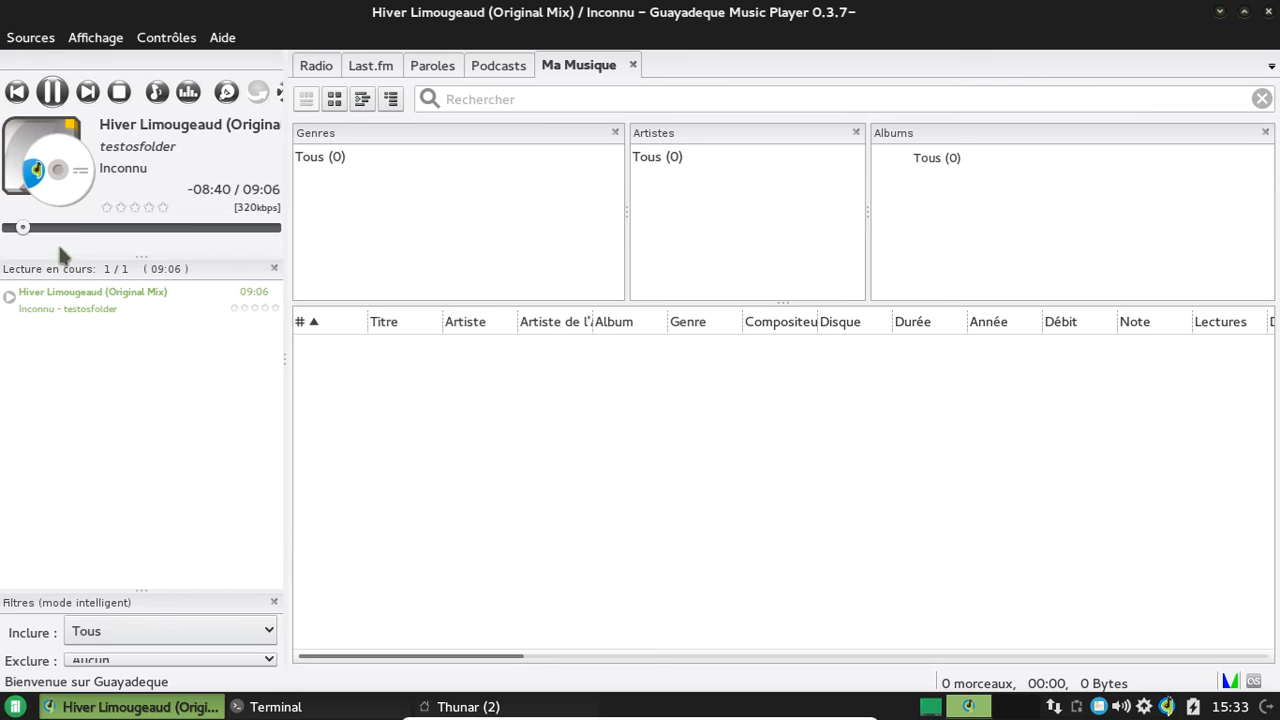 Hiver Limougeaud (Original Mix) / Inconnu - Guayadeque Music Player 0.3.7-
Sources Affichage Contrôles Aide
Radio Last.fm Paroles Podcasts Ma Musique
Rechercher
Hiver Limougeaud (Origina
testosfolder
Inconnu
-08:40 / 09:06
[320kbps]
Lecture en cours: 1 / 1 ( 09:06 )
Hiver Limougeaud (Original Mix) 09:06
Inconnu - testosfolder
Genres Artistes Albums
Tous (0) Tous (0) Tous (0)
# Titre Artiste Artiste de l'A Album Genre Compositeu Disque Durée Année Débit Note Lectures D
Filtres (mode intelligent)
Inclure : Tous
Exclure : Aucun
Bienvenue sur Guayadeque
0 morceaux, 00:00, 0 Bytes
Hiver Limougeaud (Origi... Terminal Thunar (2) 15:33